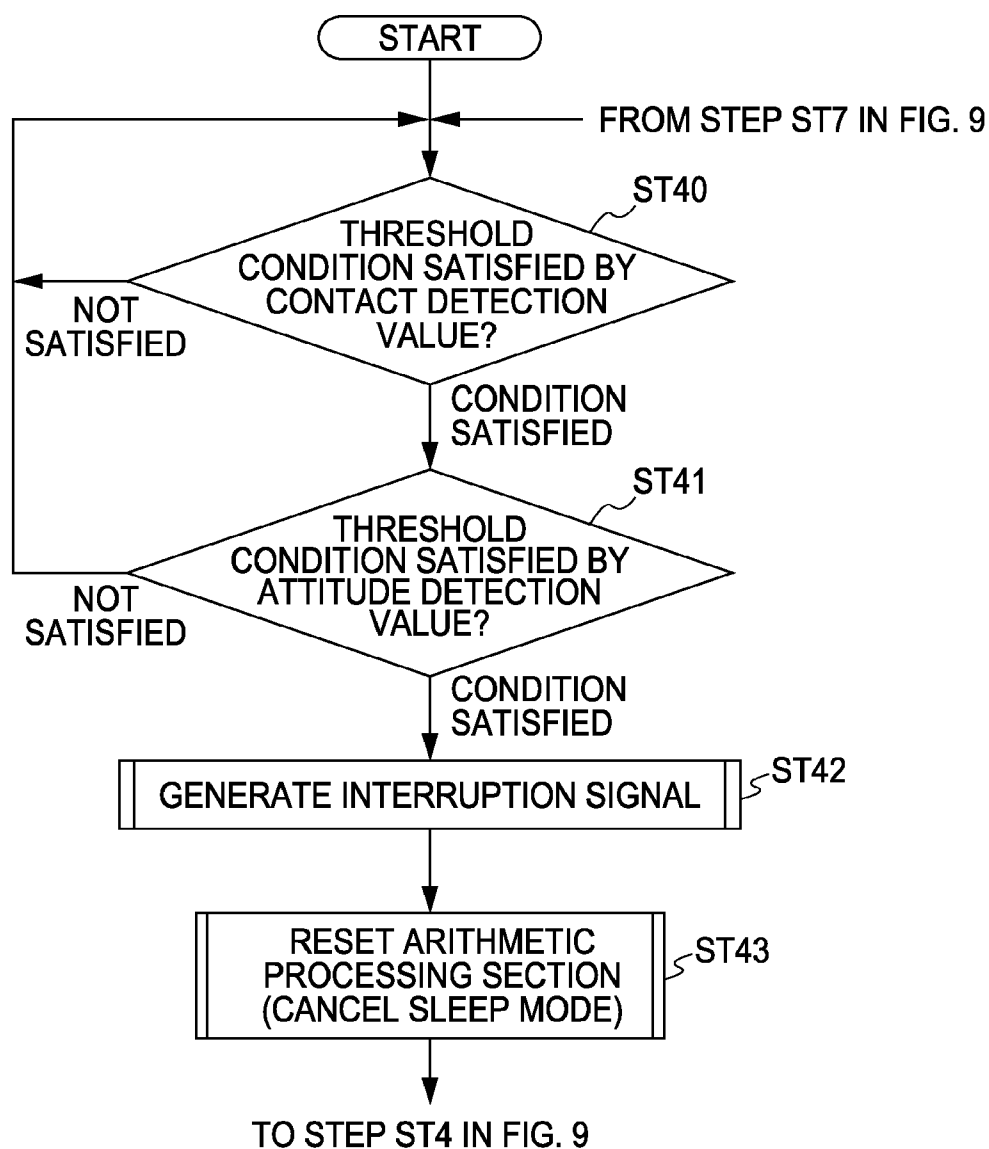 START
FROM STEP ST7 IN FIG. 9
ST40
THRESHOLD
CONDITION SATISFIED BY
CONTACT DETECTION
VALUE?
NOT
SATISFIED
CONDITION
SATISFIED
ST41
THRESHOLD
CONDITION SATISFIED BY
ATTITUDE DETECTION
VALUE?
NOT
SATISFIED
CONDITION
SATISFIED
GENERATE INTERRUPTION SIGNAL
ST42
RESET ARITHMETIC
PROCESSING SECTION
(CANCEL SLEEP MODE)
ST43
TO STEP ST4 IN FIG. 9